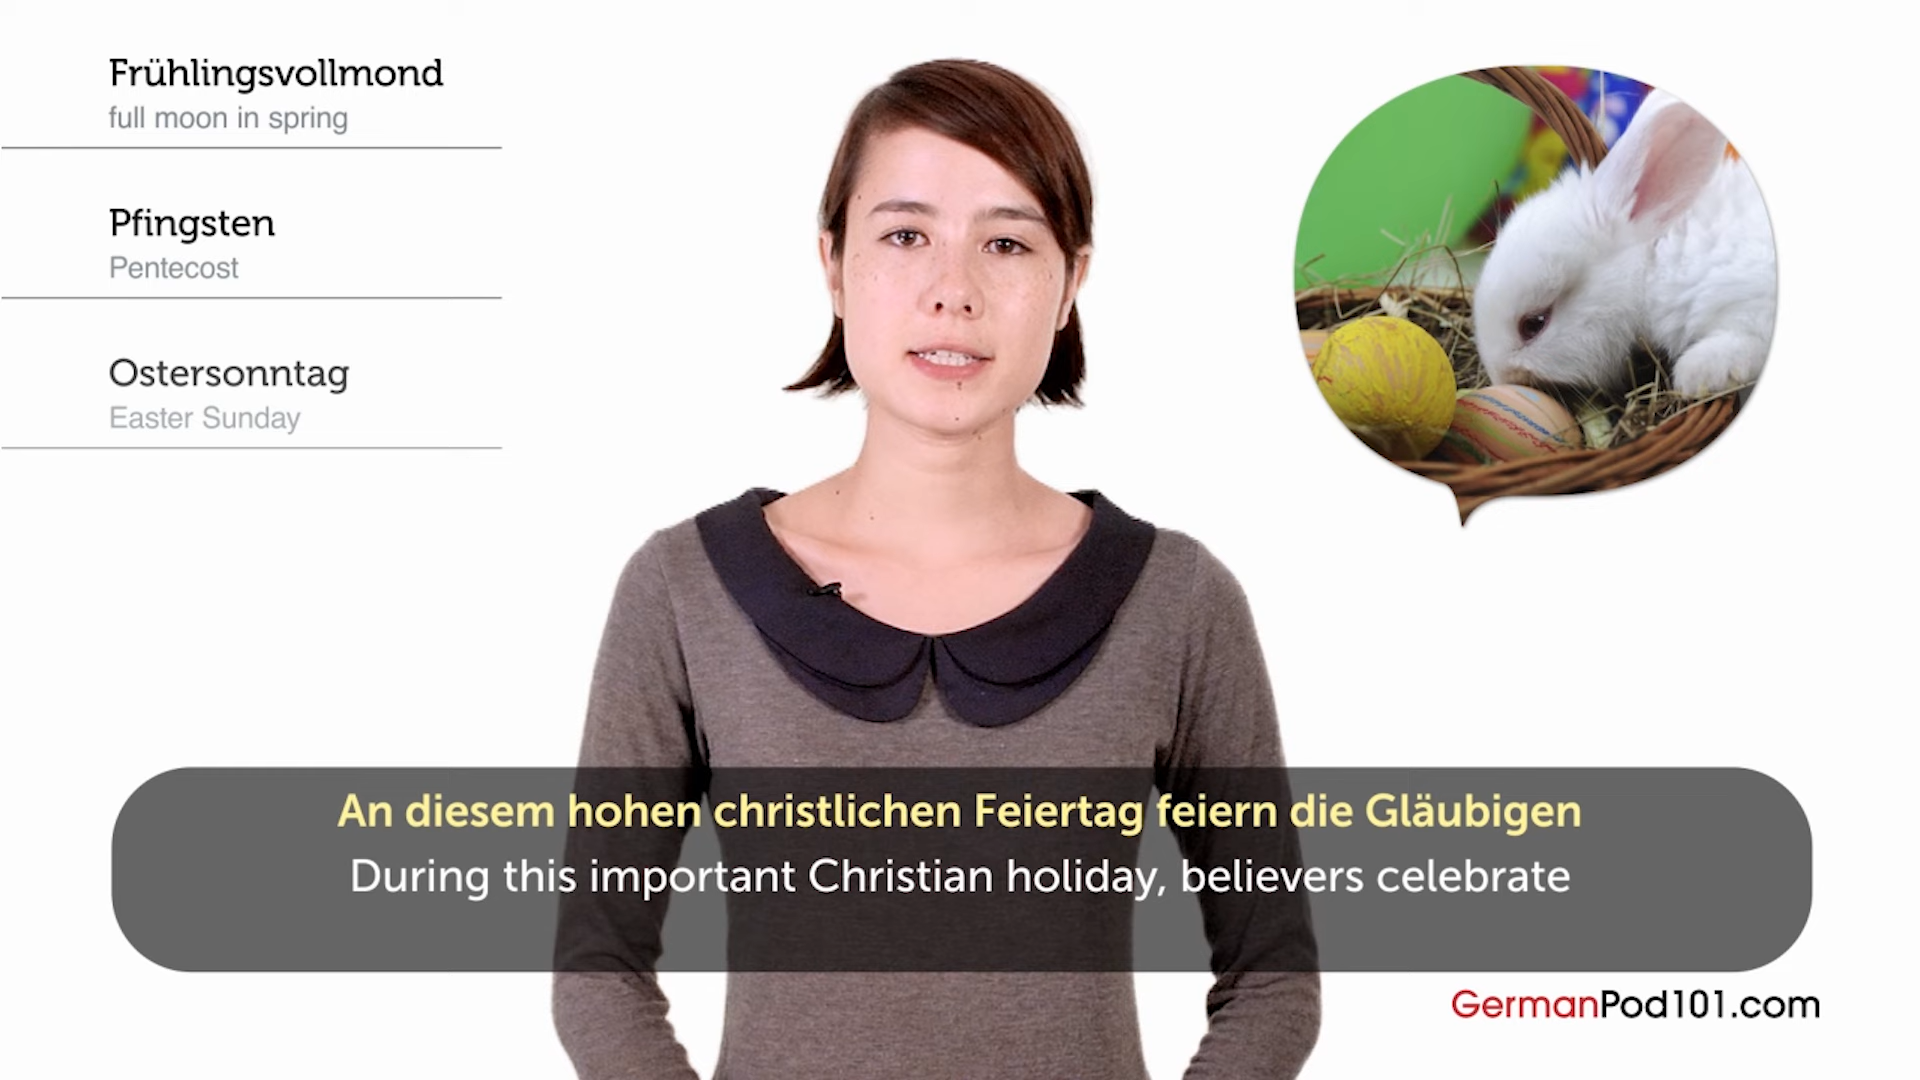 Frühlingsvollmond
full moon in spring
Pfingsten
Pentecost
Ostersonntag
Easter Sunday
An diesem hohen christlichen Feiertag feiern die Gläubigen
During this important Christian holiday, believers celebrate
GermanPod101.com